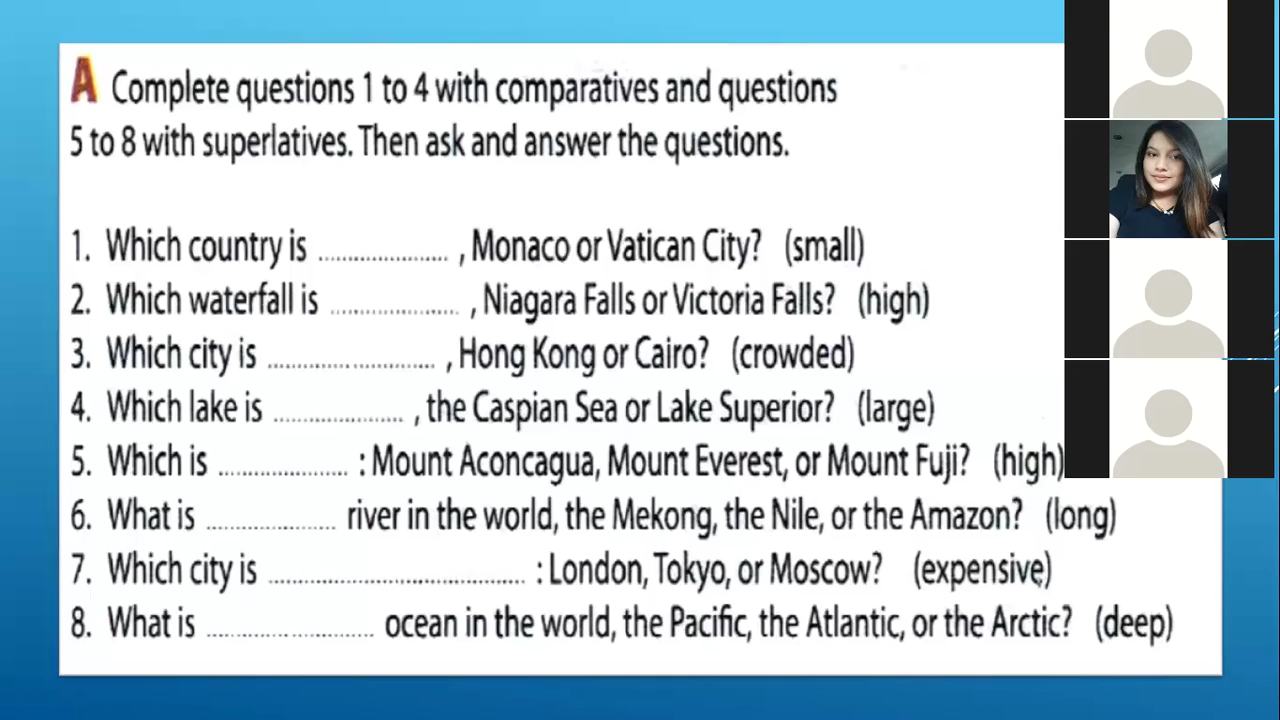 A Complete questions 1 to 4 with comparatives and questions
5 to 8 with superlatives. Then ask and answer the questions.
1. Which country is ..................... , Monaco or Vatican City? (small)
2. Which waterfall is ..................... , Niagara Falls or Victoria Falls? (high)
3. Which city is ........................... , Hong Kong or Cairo? (crowded)
4. Which lake is ..................... , the Caspian Sea or Lake Superior? (large)
5. Which is ..................... : Mount Aconcagua, Mount Everest, or Mount Fuji? (high)
6. What is ..................... river in the world, the Mekong, the Nile, or the Amazon? (long)
7. Which city is .......................................... : London, Tokyo, or Moscow? (expensive)
8. What is ........................... ocean in the world, the Pacific, the Atlantic, or the Arctic? (deep)